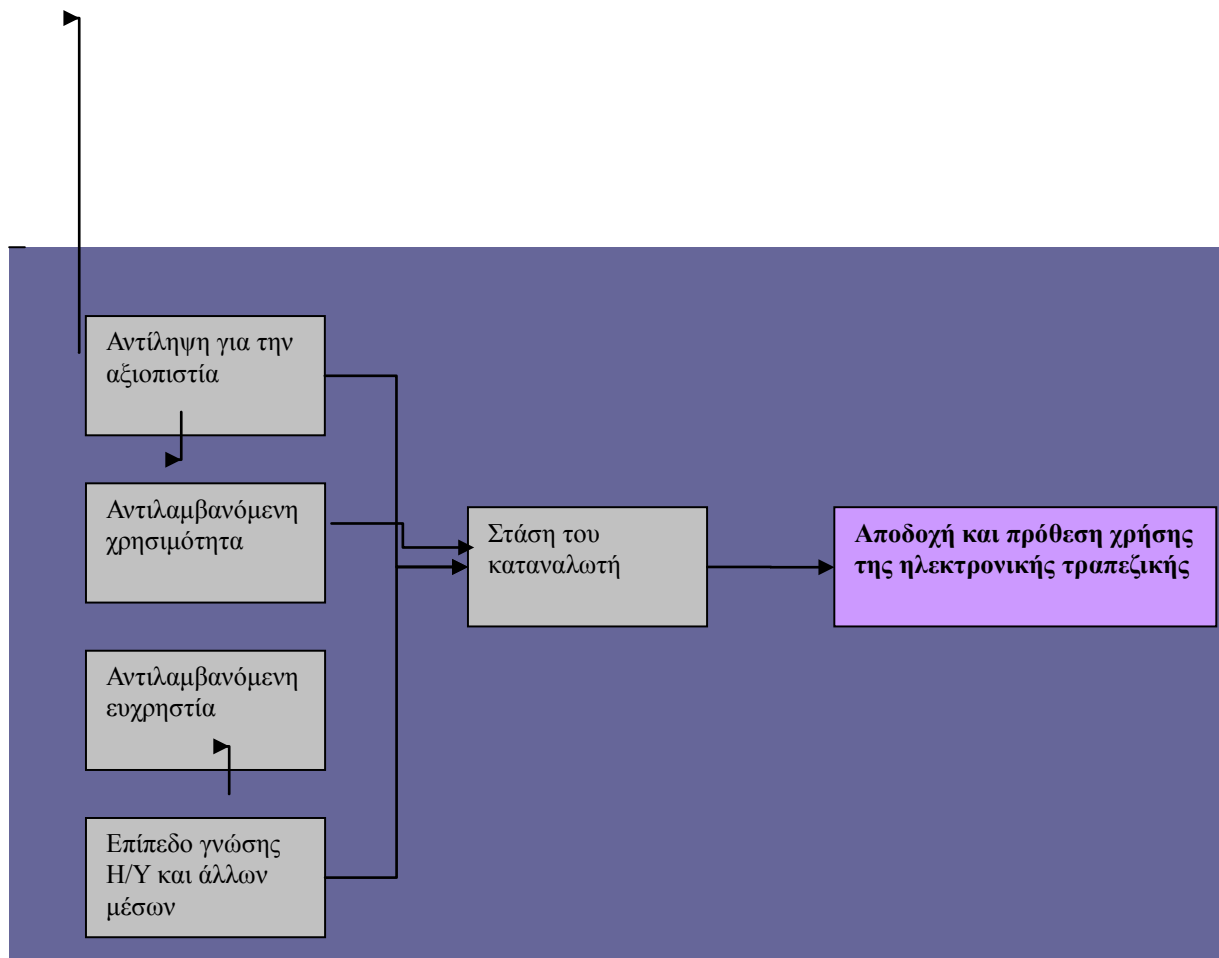 Αντίληψη για την
αξιοπιστία
Αντιλαμβανόμενη
χρησιμότητα
Στάση του
καταναλωτή
Αποδοχή και πρόθεση χρήσης
της ηλεκτρονικής τραπεζικής
Αντιλαμβανόμενη
ευχρηστία
Επίπεδο γνώσης
Η/Υ και άλλων
μέσων